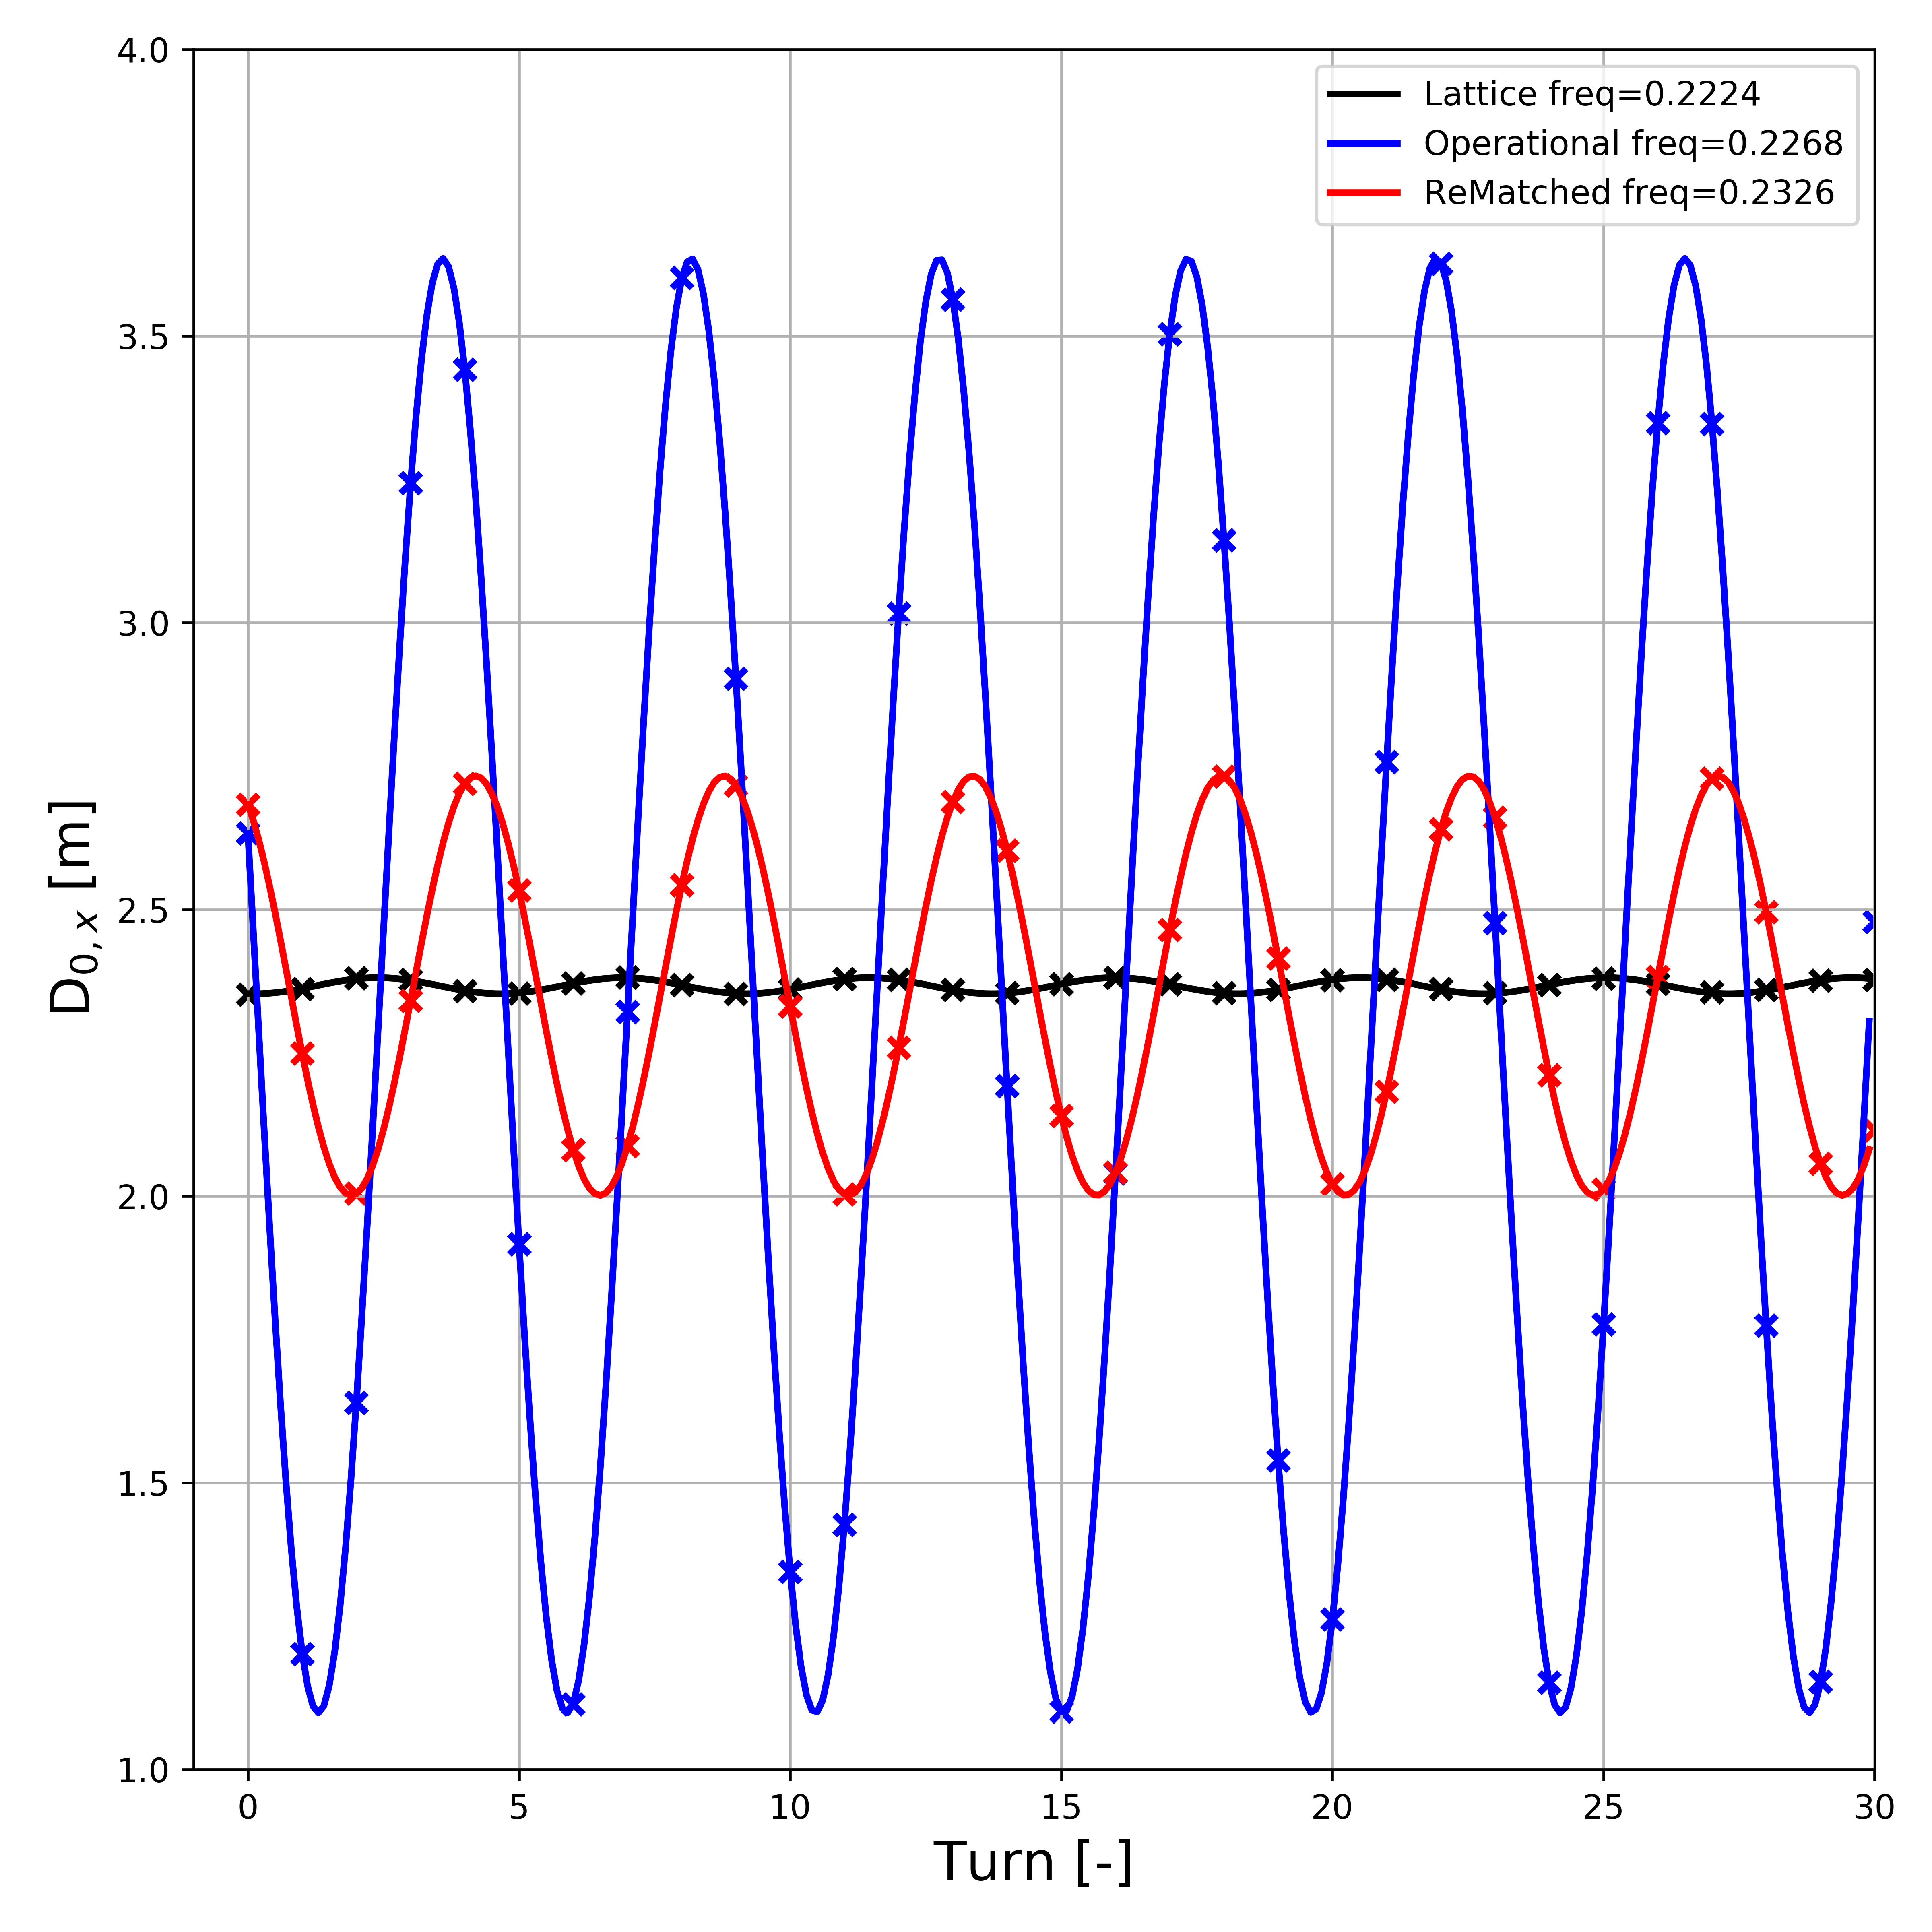 4.0
3.5
3.0
2.5
2.0
1.5
1.0
D0, x [m]
Lattice freq=0.2224
Operational freq=0.2268
ReMatched freq=0.2326
0 5 10 15 20 25 30
Turn [-]